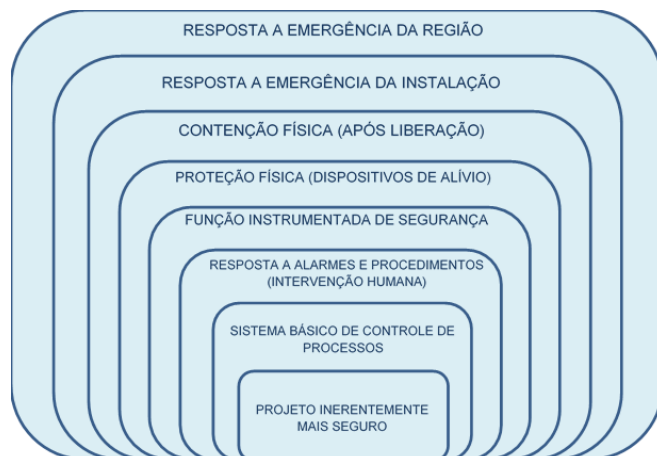 RESPOSTA A EMERGÊNCIA DA REGIÃO
RESPOSTA A EMERGÊNCIA DA INSTALAÇÃO
CONTENÇÃO FÍSICA (APÓS LIBERAÇÃO)
PROTEÇÃO FÍSICA (DISPOSITIVOS DE ALÍVIO)
FUNÇÃO INSTRUMENTADA DE SEGURANÇA
RESPOSTA A ALARMES E PROCEDIMENTOS
(INTERVENÇÃO HUMANA)
SISTEMA BÁSICO DE CONTROLE DE
PROCESSOS
PROJETO INERENTEMENTE
MAIS SEGURO